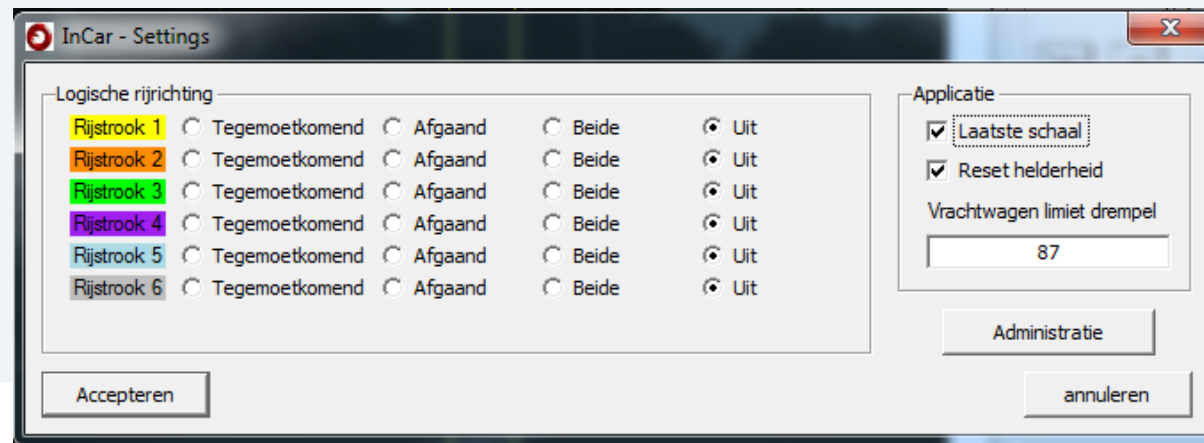 InCar - Settings
Logische rijrichting
Rijstrook 1 Tegemoetkomend Afgaand Beide Uit
Rijstrook 2 Tegemoetkomend Afgaand Beide Uit
Rijstrook 3 Tegemoetkomend Afgaand Beide Uit
Rijstrook 4 Tegemoetkomend Afgaand Beide Uit
Rijstrook 5 Tegemoetkomend Afgaand Beide Uit
Rijstrook 6 Tegemoetkomend Afgaand Beide Uit
Applicatie
Laatste schaal
Reset helderheid
Vrachtwagen limiet drempel
87
Administratie
Accepteren
annuleren